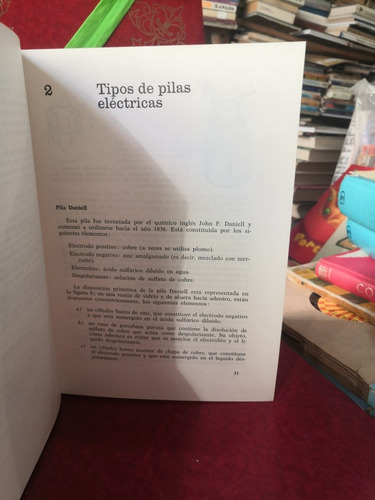 2
Tipos de pilas
eléctricas
Pila Daniell
Esta pila fue inventada por el químico inglés John F. Daniell y
comenzó a utilizarse hacia el año 1836. Está constituida por los si-
guientes elementos:
Electrodo positivo: cobre (a veces se utiliza plomo).
Electrodo negativo: zinc amalgamado (es decir, mezclado con mer-
curio).
Electrolito: ácido sulfúrico diluido en agua.
Despolarizante: solución de sulfato de cobre.
La disposición primitiva de la pila Daniell está representada en
la figura 9; en una vasija de vidrio y de afuera hacia adentro, están
dispuestos concéntricamente, los siguientes elementos:
a) un cilindro hueco de zinc, que constituye el electrodo negativo
y que está sumergido en el ácido sulfúrico diluido.
b) un vaso de porcelana porosa que contiene la disolución de
sulfato de cobre que actúa como despolarizante. Su objeto,
como sabemos es evitar que se mezclen el electrolito y el lí-
quido despolarizante.
c) un cilindro hueco interior de chapa de cobre, que constituye
el electrodo positivo y que está sumergido en el líquido des-
polarizante.
31